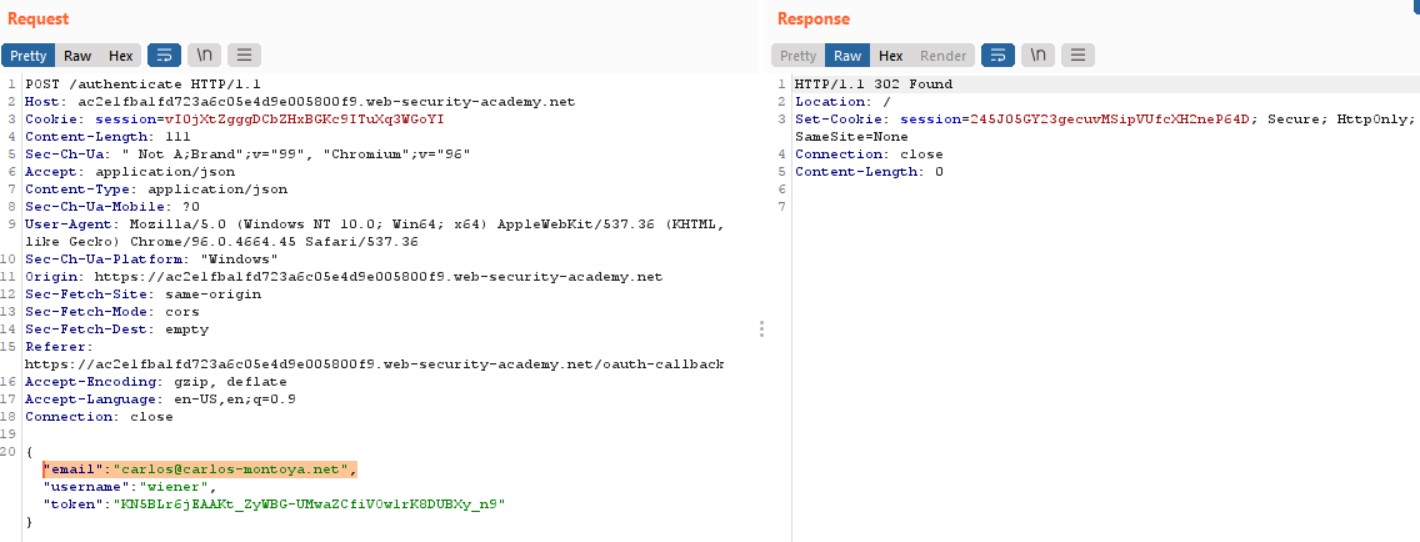 Request
Pretty Raw Hex \n
1 POST /authenticate HTTP/1.1
2 Host: ac2e1fba1fd723a6c05e4d9e005800f9.web-security-academy.net
3 Cookie: session=vI0jXtZgggDCbZHxBGKc9ITuXq3WGoYI
4 Content-Length: 111
5 Sec-Ch-Ua: " Not A;Brand";v="99", "Chromium";v="96"
6 Accept: application/json
7 Content-Type: application/json
8 Sec-Ch-Ua-Mobile: ?0
9 User-Agent: Mozilla/5.0 (Windows NT 10.0; Win64; x64) AppleWebKit/537.36 (KHTML,
like Gecko) Chrome/96.0.4664.45 Safari/537.36
10 Sec-Ch-Ua-Platform: "Windows"
11 Origin: https://ac2e1fba1fd723a6c05e4d9e005800f9.web-security-academy.net
12 Sec-Fetch-Site: same-origin
13 Sec-Fetch-Mode: cors
14 Sec-Fetch-Dest: empty
15 Referer:
https://ac2e1fba1fd723a6c05e4d9e005800f9.web-security-academy.net/oauth-callback
16 Accept-Encoding: gzip, deflate
17 Accept-Language: en-US,en;q=0.9
18 Connection: close
19
20 {
"email":"carlos@carlos-montoya.net",
"username":"wiener",
"token":"KN5BLr6jEAAKt_ZyWBG-UMwaZCfiV0wlrK8DUBXy_n9"
}
Response
Pretty Raw Hex Render \n
1 HTTP/1.1 302 Found
2 Location: /
3 Set-Cookie: session=245J05GY23gecuvMSipVUfcXH2neP64D; Secure; HttpOnly;
SameSite=None
4 Connection: close
5 Content-Length: 0
6
7